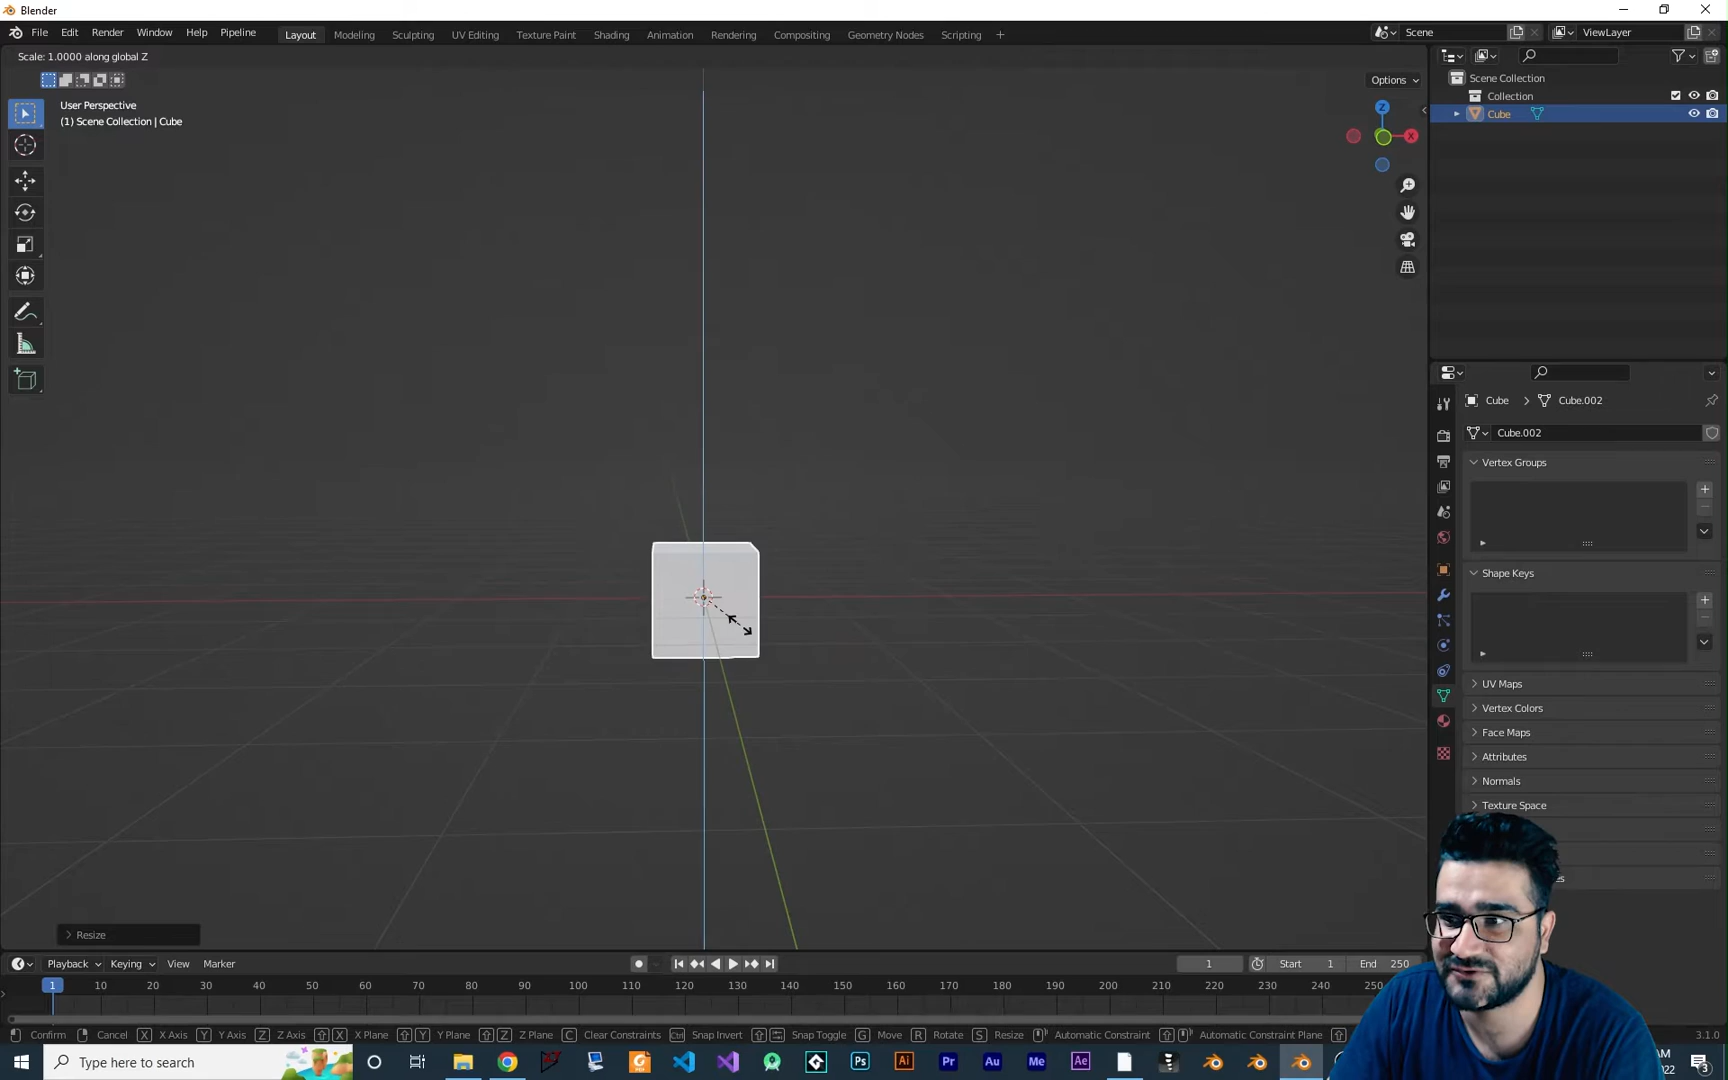 Blender
File Edit Render Window Help Pipeline Layout Modeling Sculpting UV Editing Texture Paint Shading Animation Rendering Compositing Geometry Nodes Scripting Scene ViewLayer
Scale: 1.0000 along global Z
Options
User Perspective
(1) Scene Collection | Cube
Z
X
Scene Collection
Collection
Cube
Cube Cube.002
Cube.002
Vertex Groups
Shape Keys
UV Maps
Vertex Colors
Face Maps
Attributes
Normals
Texture Space
Resize
Playback Keying View Marker 1 Start 1 End 250
1 10 20 30 40 50 60 70 80 90 100 110 120 130 140 150 160 170 180 190 200 210 220 230 240 250
Confirm Cancel X X Axis Y Y Axis Z Z Axis X X Plane Y Y Plane Z Z Plane C Clear Constraints Ctrl Snap Invert Snap Toggle G Move R Rotate S Resize Automatic Constraint Automatic Constraint Plane 3.1.0
Type here to search Ps Ai Pr Au Me Ae
3